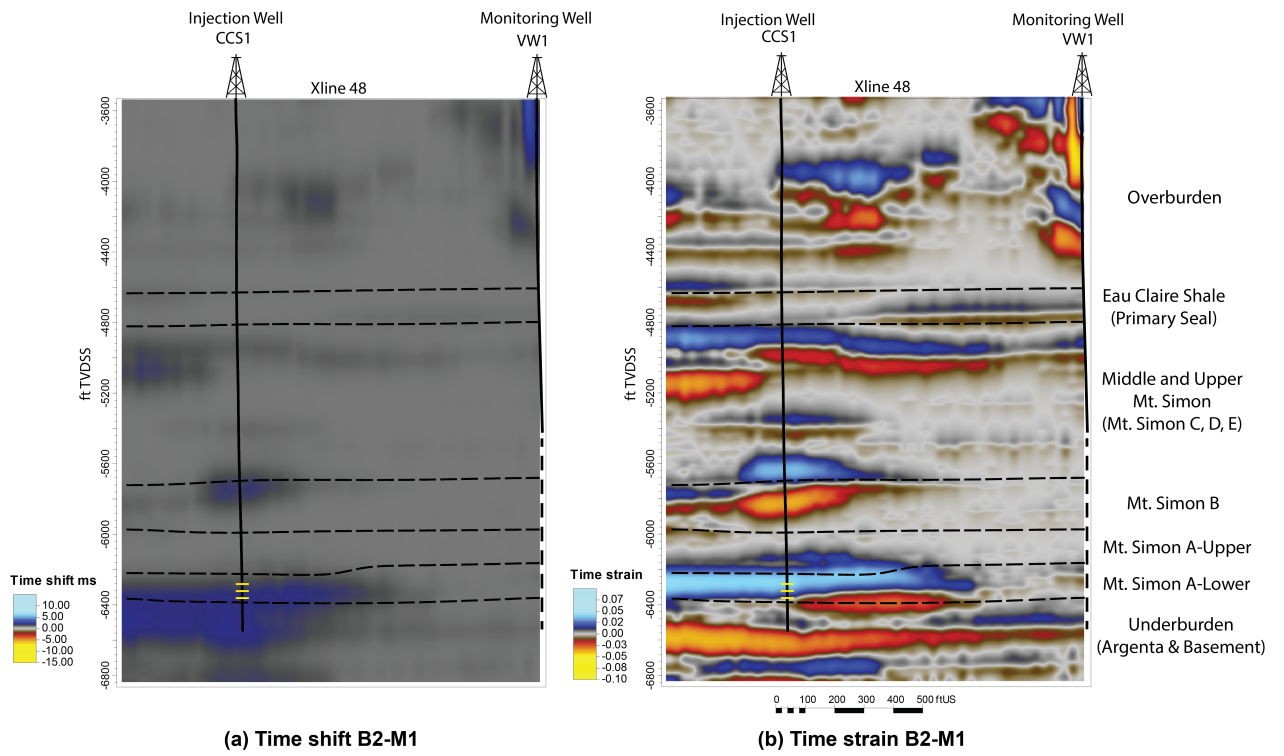 Injection Well
CCS1
Monitoring Well
VW1
Xline 48
-3600
-4000
-4400
-4800
-5200
-5600
-6000
-6400
-6800
ft TVDSS
Time shift ms
10.00
5.00
0.00
-5.00
-10.00
-15.00
(a) Time shift B2-M1
Injection Well
CCS1
Monitoring Well
VW1
Xline 48
-3600
-4000
-4400
-4800
-5200
-5600
-6000
-6400
-6800
ft TVDSS
Time strain
0.07
0.05
0.02
0.00
-0.03
-0.05
-0.08
-0.10
Overburden
Eau Claire Shale
(Primary Seal)
Middle and Upper
Mt. Simon
(Mt. Simon C, D, E)
Mt. Simon B
Mt. Simon A-Upper
Mt. Simon A-Lower
Underburden
(Argenta & Basement)
0 100 200 300 400 500 ftUS
(b) Time strain B2-M1